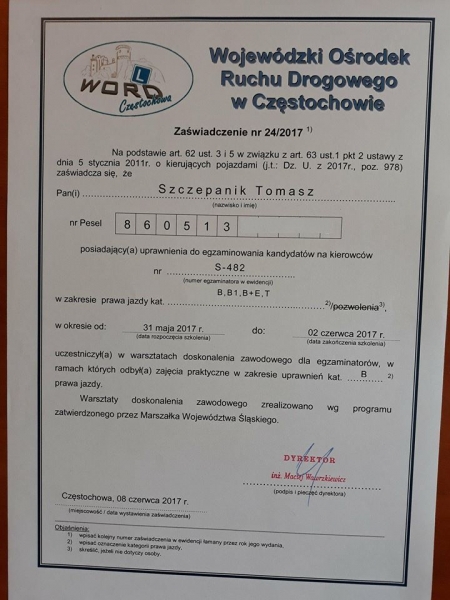 WORD
L
Częstochowa
Wojewódzki Ośrodek
Ruchu Drogowego
w Częstochowie
Zaświadczenie nr 24/2017 1)
Na podstawie art. 62 ust. 3 i 5 w związku z art. 63 ust.1 pkt 2 ustawy z
dnia 5 stycznia 2011r. o kierujących pojazdami (j.t.: Dz. U. z 2017r., poz. 978)
zaświadcza się, że
Pan(i) Szczepanik Tomasz
(nazwisko i imię)
nr Pesel 8 6 0 5 1 3
posiadający(a) uprawnienia do egzaminowania kandydatów na kierowców
nr S-482
(numer egzaminatora w ewidencji)
B,B1,B+E,T
w zakresie prawa jazdy kat. 2)/pozwolenia3),
w okresie od: 31 maja 2017 r. do: 02 czerwca 2017 r.
(data rozpoczęcia szkolenia) (data zakończenia szkolenia)
uczestniczył(a) w warsztatach doskonalenia zawodowego dla egzaminatorów, w
ramach których odbył(a) zajęcia praktyczne w zakresie uprawnień kat. B 2)
prawa jazdy.
Warsztaty doskonalenia zawodowego zrealizowano wg programu
zatwierdzonego przez Marszałka Województwa Śląskiego.
DYREKTOR
inż. Maciej
(podpis i pieczęć dyrektora)
Częstochowa, 08 czerwca 2017 r.
(miejscowość / data wystawienia zaświadczenia)
Objaśnienia:
1) wpisać kolejny numer zaświadczenia w ewidencji łamany przez rok jego wydania.
2) wpisać oznaczenie kategorii prawa jazdy.
3) skreślić, jeżeli nie dotyczy osoby.